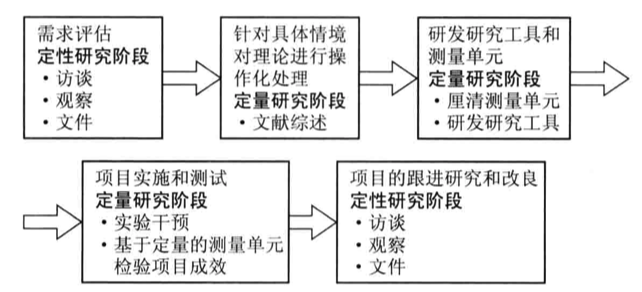 需求评估
定性研究阶段
·访谈
·观察
·文件
针对具体情境
对理论进行操
作化处理
定量研究阶段
·文献综述
研发研究工具和
测量单元
定量研究阶段
·厘清测量单元
·研发研究工具
项目实施和测试
定量研究阶段
·实验干预
·基于定量的测量单元
检验项目成效
项目的跟进研究和改良
定性研究阶段
·访谈
·观察
·文件